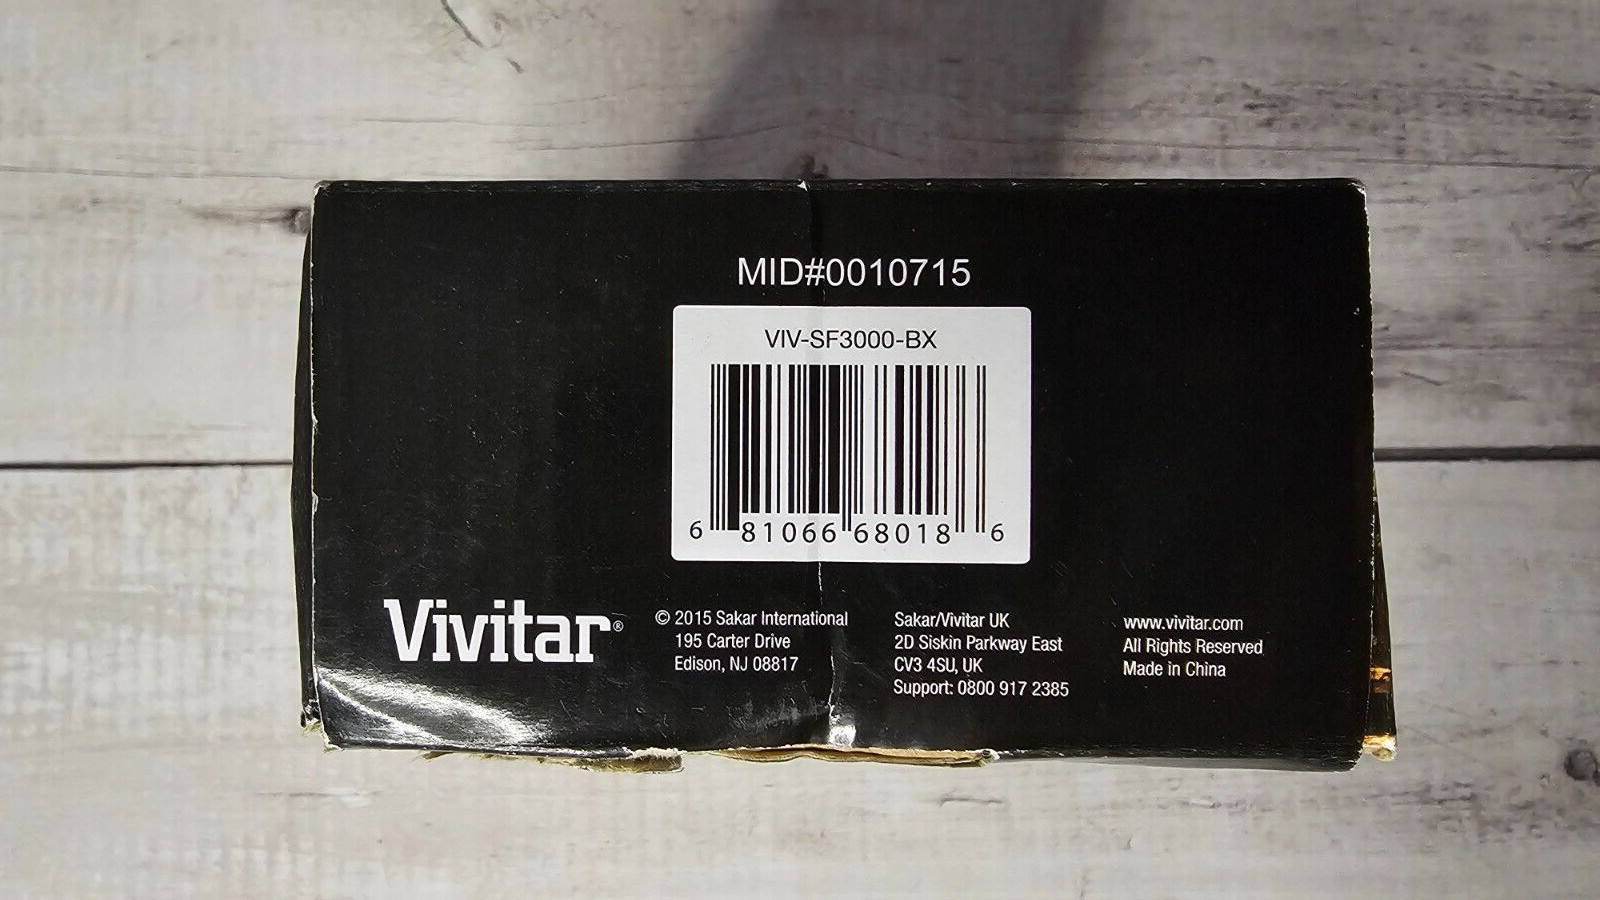 MID#0010715
VIV-SF3000-BX
6 81066 68018 6
Vivitar®
© 2015 Sakar International
195 Carter Drive
Edison, NJ 08817
Sakar/Vivitar UK
2D Siskin Parkway East
CV3 4SU, UK
Support: 0800 917 2385
www.vivitar.com
All Rights Reserved
Made in China